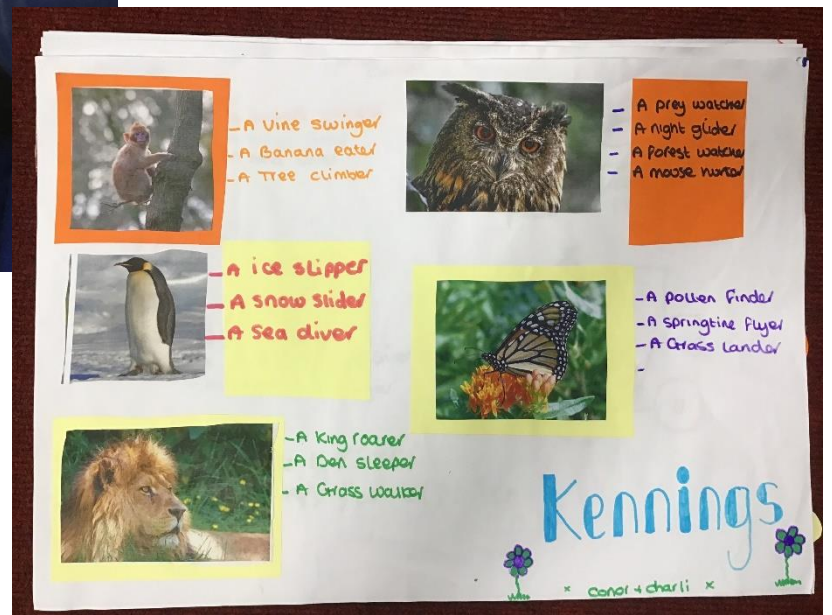 - A vine swinger
- A Banana eater
- A Tree climber
- A prey watcher
- A night glider
- A forest watcher
- A mouse hunter
- A ice slipper
- A snow slider
- A Sea diver
- A pollen finder
- A springtine flyer
- A Grass lander
-
- A King roarer
- A Den sleeper
- A Grass walker
Kennings
x conor + charli x